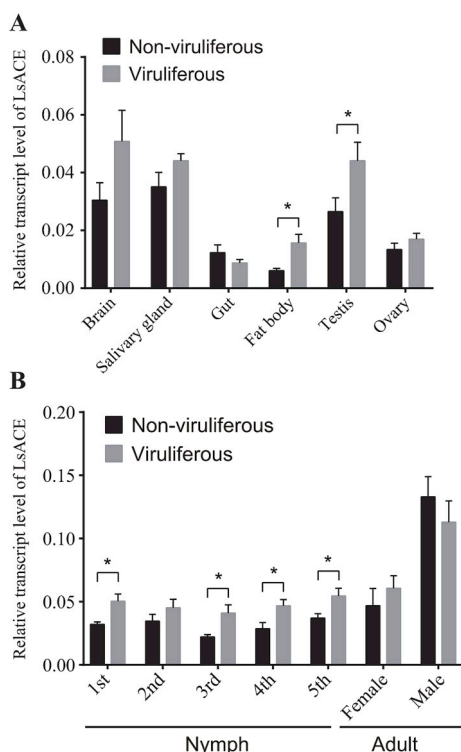 A
Relative transcript level of LsACE
0.08
0.06
0.04
0.02
0.00
Non-viruliferous
Viruliferous
*
*
Brain
Salivary gland
Gut
Fat body
Testis
Ovary
B
Relative transcript level of LsACE
0.20
0.15
0.10
0.05
0.00
Non-viruliferous
Viruliferous
*
*
*
*
1st
2nd
3rd
4th
5th
Female
Male
Nymph
Adult